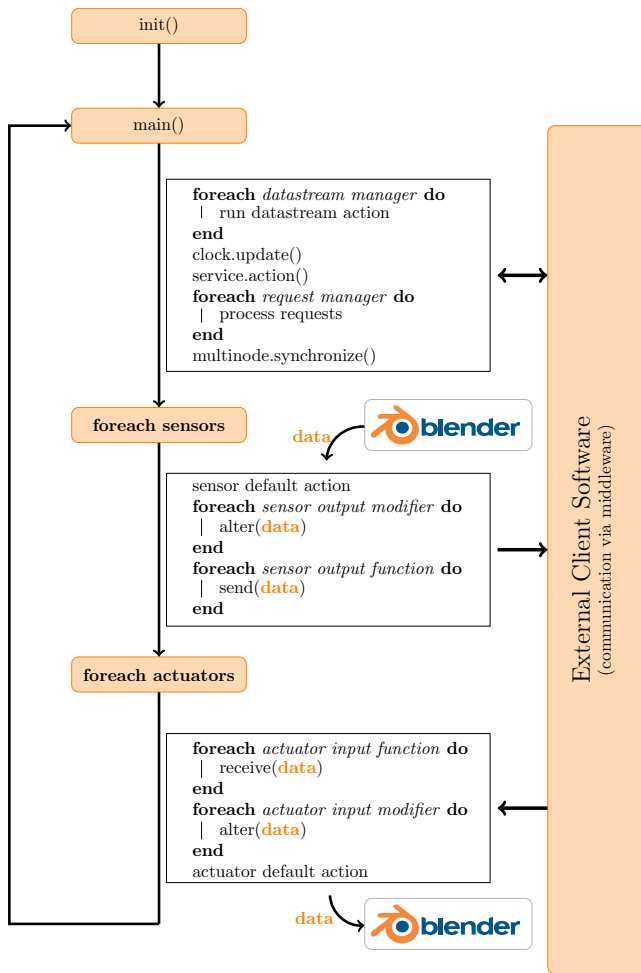 init()
main()
foreach datastream manager do
run datastream action
end
clock.update()
service.action()
foreach request manager do
process requests
end
multinode.synchronize()
foreach sensors
data
blender
sensor default action
foreach sensor output modifier do
alter(data)
end
foreach sensor output function do
send(data)
end
foreach actuators
foreach actuator input function do
receive(data)
end
foreach actuator input modifier do
alter(data)
end
actuator default action
data
blender
External Client Software
(communication via middleware)